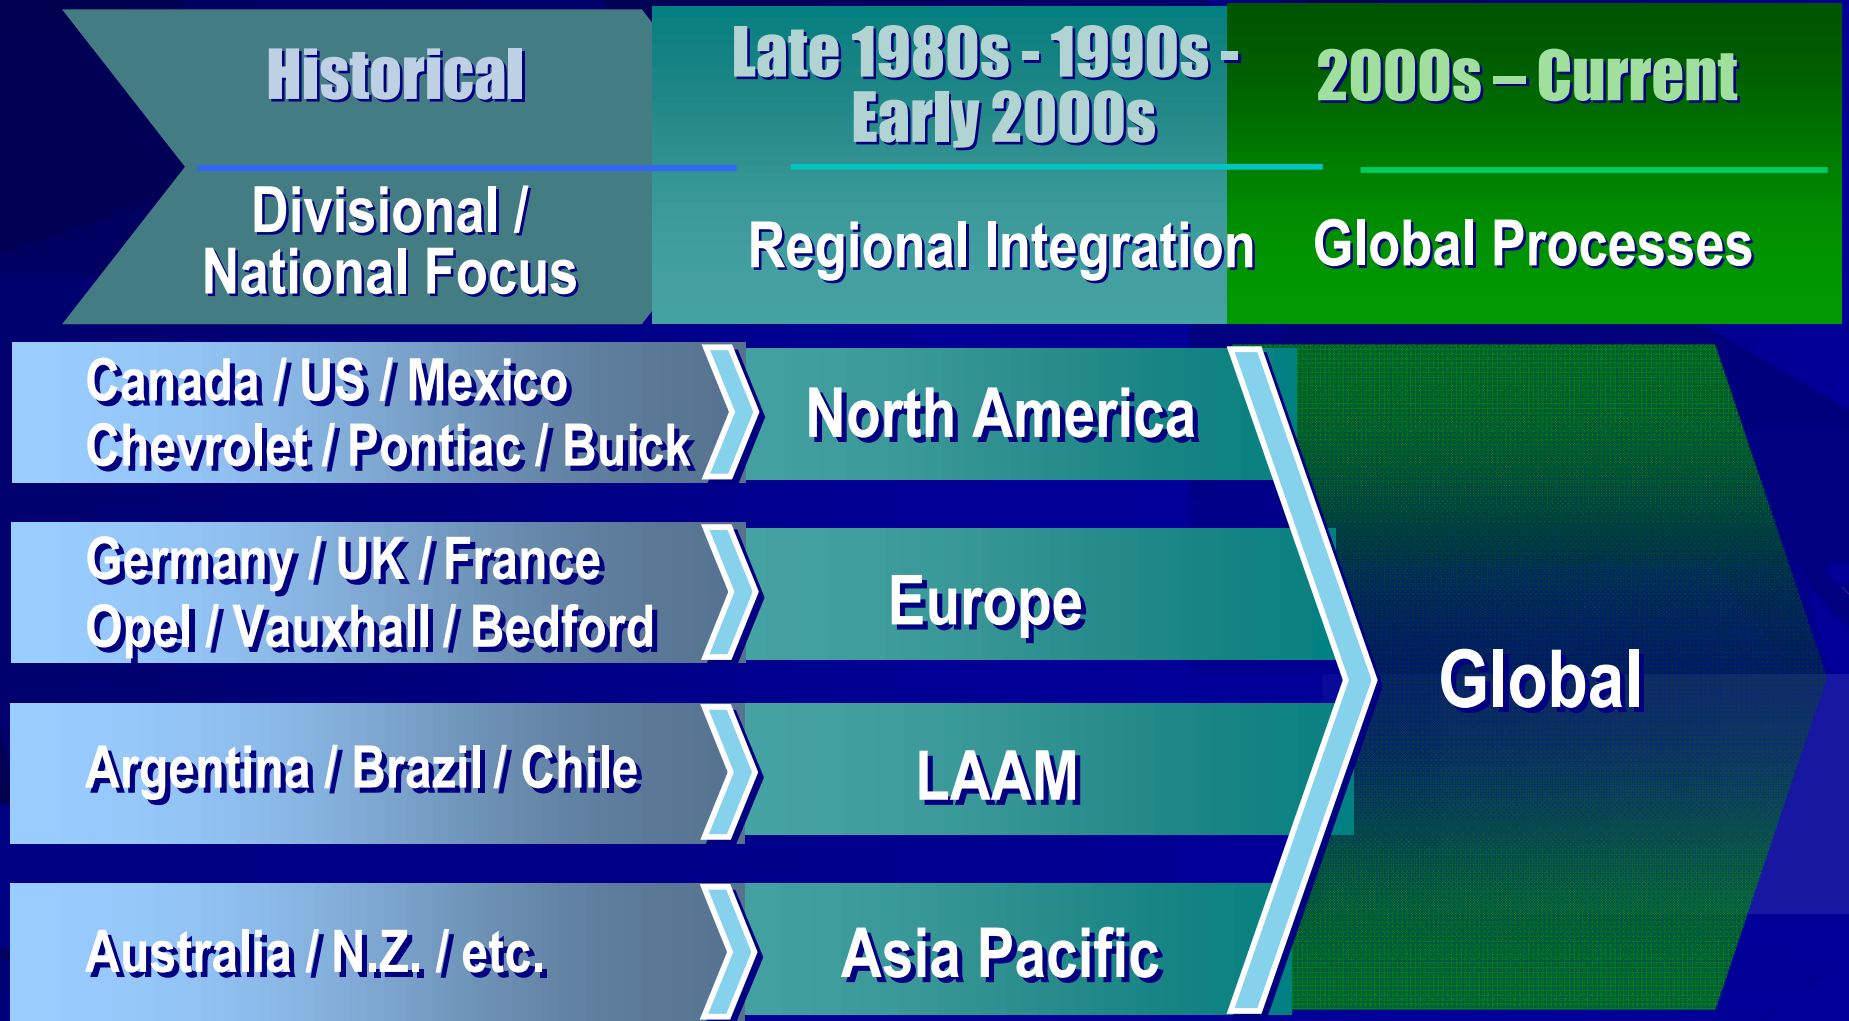 Historical
Late 1980s - 1990s -
Early 2000s
2000s – Current
Divisional /
National Focus
Regional Integration
Global Processes
Canada / US / Mexico
Chevrolet / Pontiac / Buick
North America
Germany / UK / France
Opel / Vauxhall / Bedford
Europe
Global
Argentina / Brazil / Chile
LAAM
Australia / N.Z. / etc.
Asia Pacific